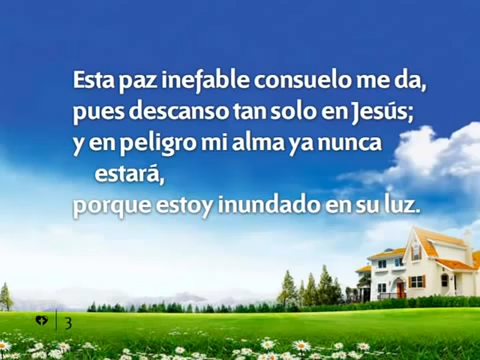 Esta paz inefable consuelo me da,
pues descanso tan solo en Jesús;
y en peligro mi alma ya nunca
estará,
porque estoy inundado en su luz.
3